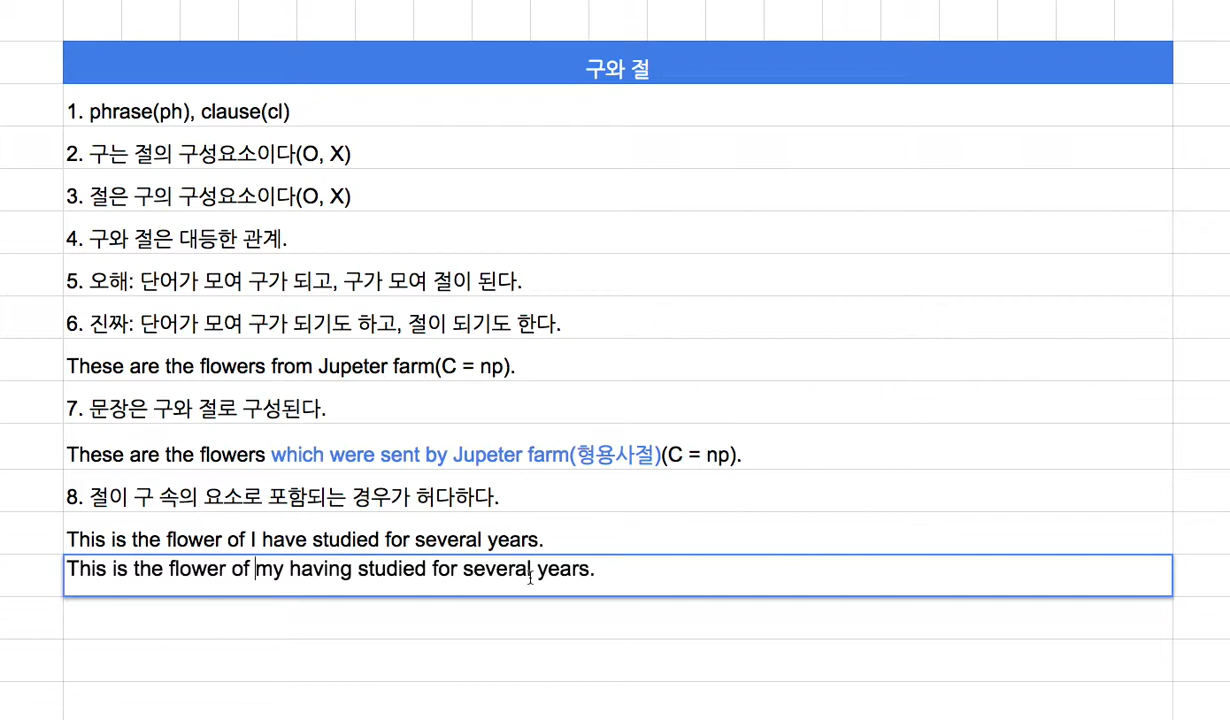 구와 절
1. phrase(ph), clause(cl)
2. 구는 절의 구성요소이다(O, X)
3. 절은 구의 구성요소이다(O, X)
4. 구와 절은 대등한 관계.
5. 오해: 단어가 모여 구가 되고, 구가 모여 절이 된다.
6. 진짜: 단어가 모여 구가 되기도 하고, 절이 되기도 한다.
These are the flowers from Jupeter farm(C = np).
7. 문장은 구와 절로 구성된다.
These are the flowers which were sent by Jupeter farm(형용사절)(C = np).
8. 절이 구 속의 요소로 포함되는 경우가 허다하다.
This is the flower of I have studied for several years.
This is the flower of my having studied for several years.